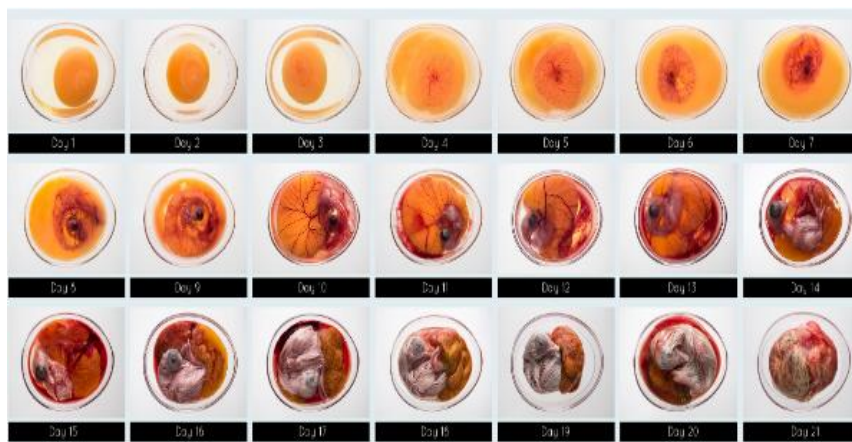 Day 1
Day 2
Day 3
Day 4
Day 5
Day 6
Day 7
Day 8
Day 9
Day 10
Day 11
Day 12
Day 13
Day 14
Day 15
Day 16
Day 17
Day 18
Day 19
Day 20
Day 21